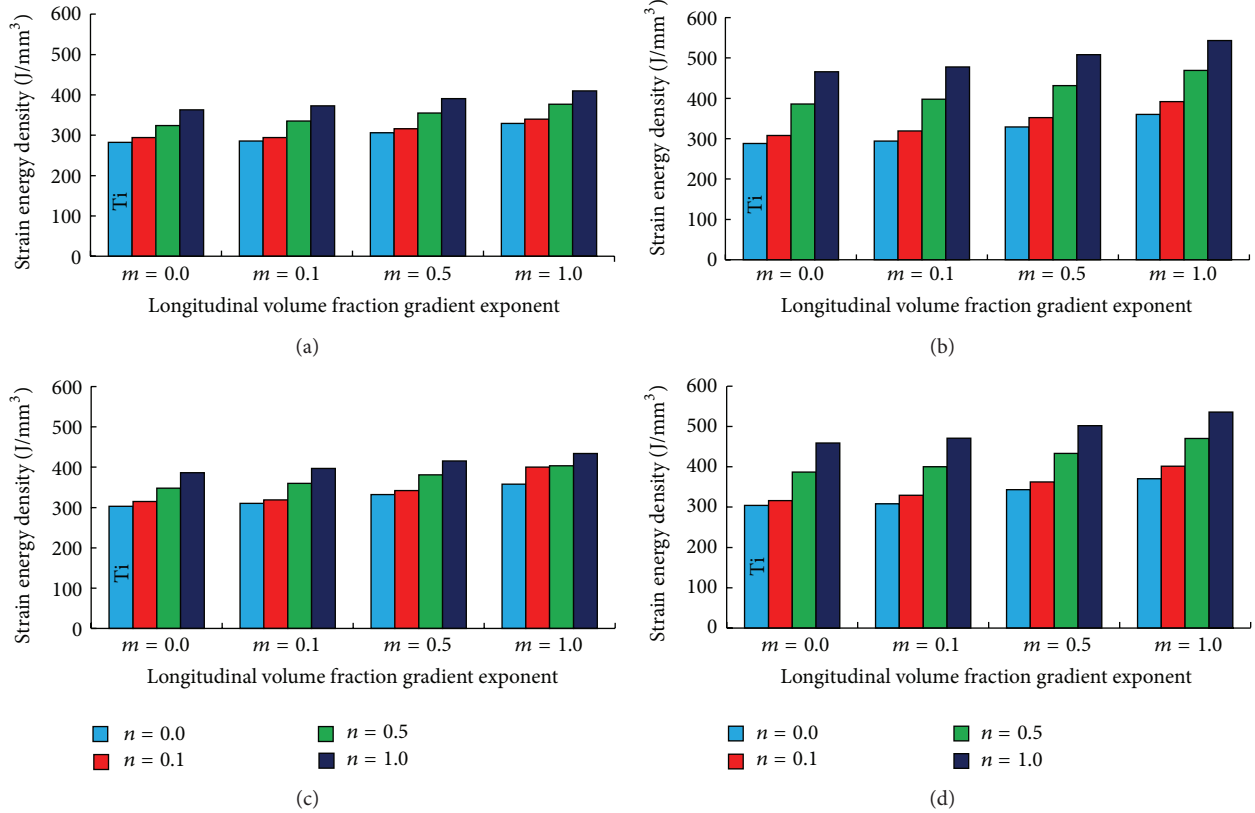 600
500
400
300
200
100
0
Strain energy density (J/mm³)
Ti
m = 0.0 m = 0.1 m = 0.5 m = 1.0
Longitudinal volume fraction gradient exponent
(a)
600
500
400
300
200
100
0
Strain energy density (J/mm³)
Ti
m = 0.0 m = 0.1 m = 0.5 m = 1.0
Longitudinal volume fraction gradient exponent
(b)
600
500
400
300
200
100
0
Strain energy density (J/mm³)
Ti
m = 0.0 m = 0.1 m = 0.5 m = 1.0
Longitudinal volume fraction gradient exponent
n = 0.0 n = 0.5
n = 0.1 n = 1.0
(c)
600
500
400
300
200
100
0
Strain energy density (J/mm³)
Ti
m = 0.0 m = 0.1 m = 0.5 m = 1.0
Longitudinal volume fraction gradient exponent
n = 0.0 n = 0.5
n = 0.1 n = 1.0
(d)